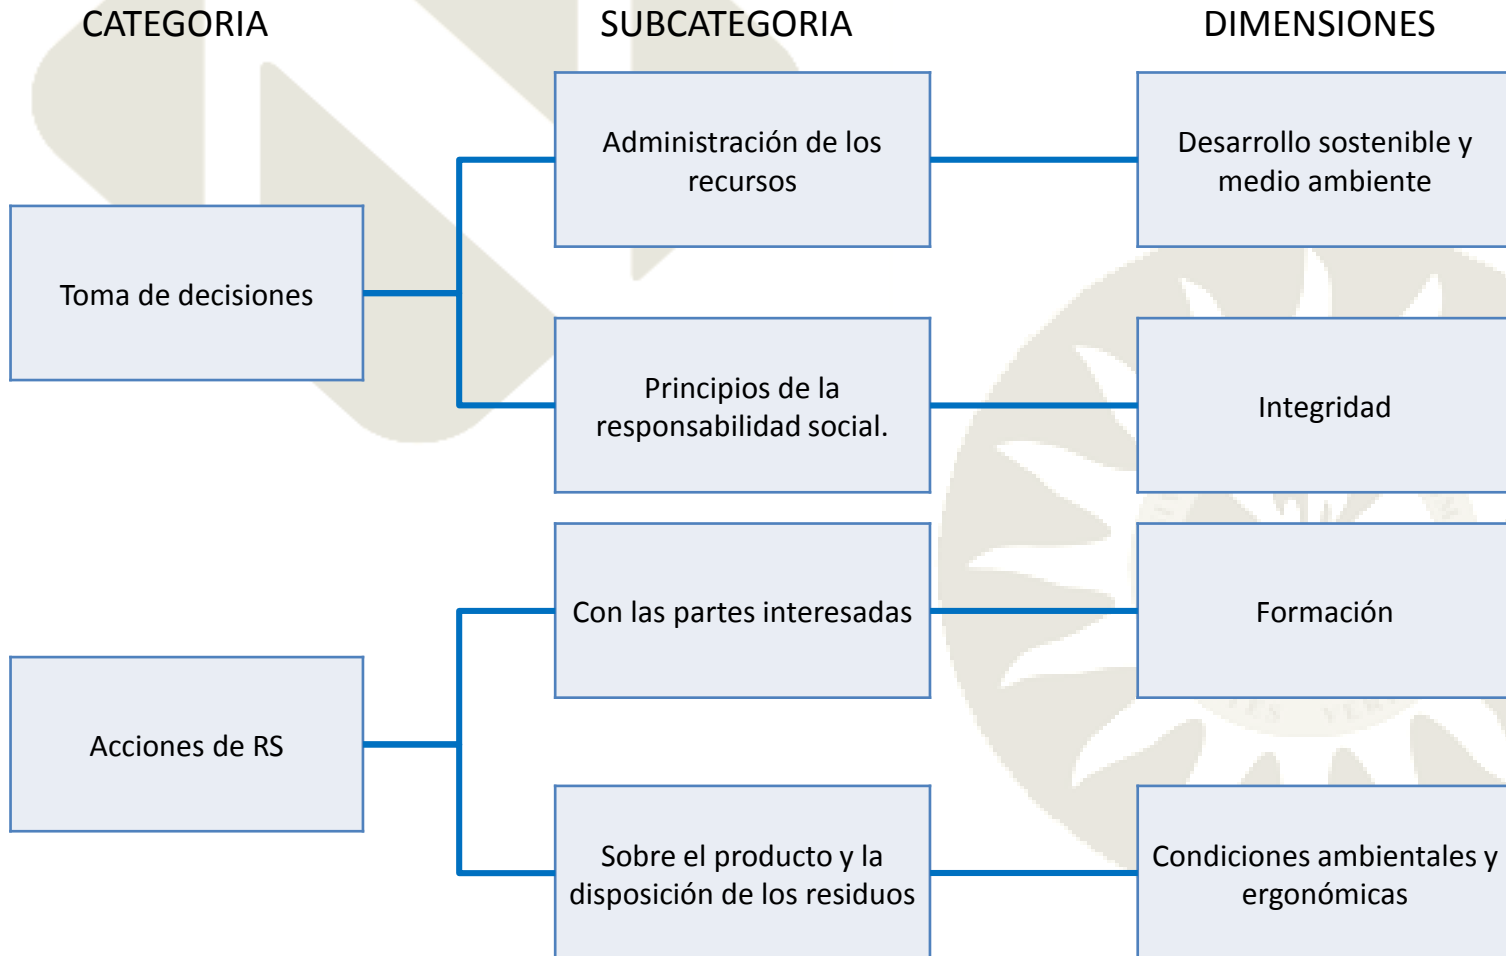 CATEGORIA
SUBCATEGORIA
DIMENSIONES
Administración de los
recursos
Desarrollo sostenible y
medio ambiente
Toma de decisiones
Principios de la
responsabilidad social.
Integridad
Con las partes interesadas
Formación
Acciones de RS
Sobre el producto y la
disposición de los residuos
Condiciones ambientales y
ergonómicas